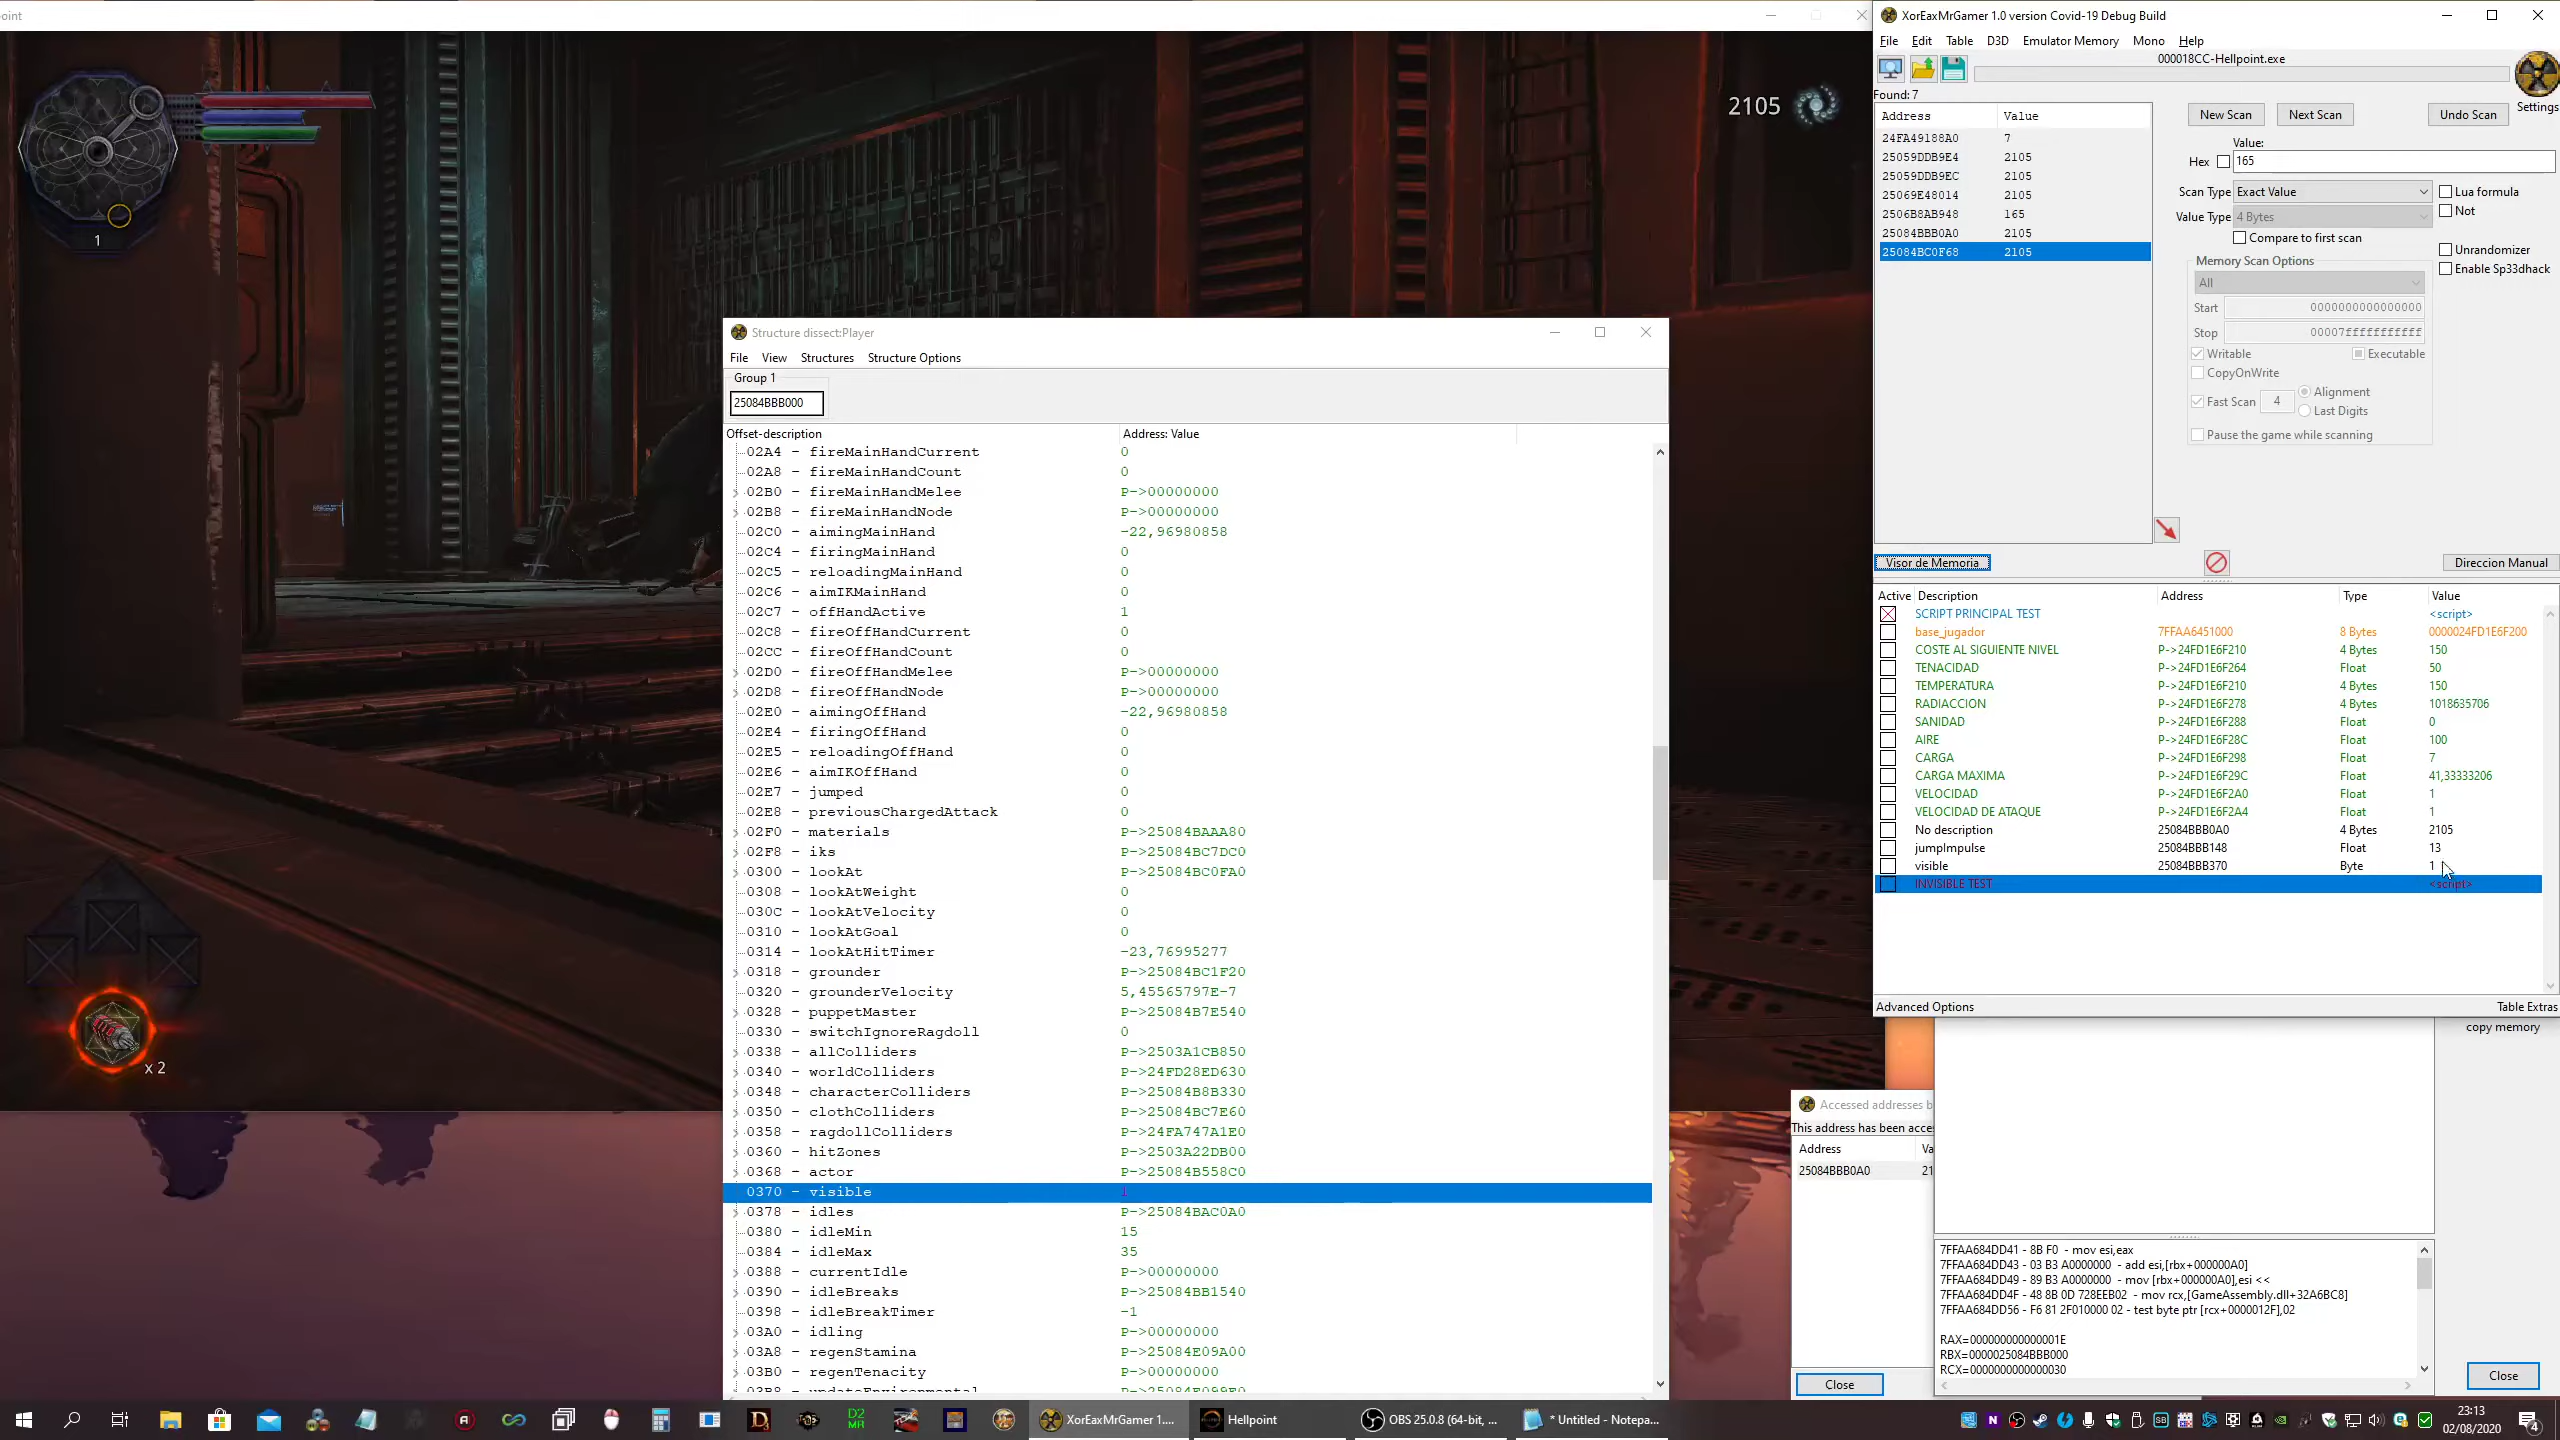 oint
2105
1
x 2
Structure dissect:Player
File View Structures Structure Options
Group 1
25084BBB000
Offset-description Address: Value
02A4 - fireMainHandCurrent 0
02A8 - fireMainHandCount 0
02B0 - fireMainHandMelee P->00000000
02B8 - fireMainHandNode P->00000000
02C0 - aimingMainHand -22,96980858
02C4 - firingMainHand 0
02C5 - reloadingMainHand 0
02C6 - aimIKMainHand 0
02C7 - offHandActive 1
02C8 - fireOffHandCurrent 0
02CC - fireOffHandCount 0
02D0 - fireOffHandMelee P->00000000
02D8 - fireOffHandNode P->00000000
02E0 - aimingOffHand -22,96980858
02E4 - firingOffHand 0
02E5 - reloadingOffHand 0
02E6 - aimIKOffHand 0
02E7 - jumped 0
02E8 - previousChargedAttack 0
02F0 - materials P->25084BAAA80
02F8 - iks P->25084BC7DC0
0300 - lookAt P->25084BC0FA0
0308 - lookAtWeight 0
030C - lookAtVelocity 0
0310 - lookAtGoal 0
0314 - lookAtHitTimer -23,76995277
0318 - grounder P->25084BC1F20
0320 - grounderVelocity 5,45565797E-7
0328 - puppetMaster P->25084B7E540
0330 - switchIgnoreRagdoll 0
0338 - allColliders P->2503A1CB850
0340 - worldColliders P->24FD28ED630
0348 - characterColliders P->25084B8B330
0350 - clothColliders P->25084BC7E60
0358 - ragdollColliders P->24FA747A1E0
0360 - hitZones P->2503A22DB00
0368 - actor P->25084B558C0
0370 - visible 1
0378 - idles P->25084BAC0A0
0380 - idleMin 15
0384 - idleMax 35
0388 - currentIdle P->00000000
0390 - idleBreaks P->25084BB1540
0398 - idleBreakTimer -1
03A0 - idling P->00000000
03A8 - regenStamina P->25084E09A00
03B0 - regenTenacity P->00000000
03B8 - updateEnvironmental P->25084E099E0
XorEaxMrGamer 1.0 version Covid-19 Debug Build
File Edit Table D3D Emulator Memory Mono Help
000018CC-Hellpoint.exe
Found: 7
Settings
Address Value
24FA49188A0 7
25059DDB9E4 2105
25059DDB9EC 2105
25069E48014 2105
2506B8AB948 165
25084BBB0A0 2105
25084BC0F68 2105
New Scan Next Scan Undo Scan
Value:
Hex 165
Scan Type Exact Value Lua formula
Not
Value Type 4 Bytes
Compare to first scan
Unrandomizer
Enable Sp33dhack
Memory Scan Options
All
Start 0000000000000000
Stop 00007fffffffffff
Writable Executable
CopyOnWrite
Fast Scan 4 Alignment
Last Digits
Pause the game while scanning
Visor de Memoria Direccion Manual
Active Description Address Type Value
SCRIPT PRINCIPAL TEST <script>
base_jugador 7FFAA6451000 8 Bytes 0000024FD1E6F200
COSTE AL SIGUIENTE NIVEL P->24FD1E6F210 4 Bytes 150
TENACIDAD P->24FD1E6F264 Float 50
TEMPERATURA P->24FD1E6F210 4 Bytes 150
RADIACCION P->24FD1E6F278 4 Bytes 1018635706
SANIDAD P->24FD1E6F288 Float 0
AIRE P->24FD1E6F28C Float 100
CARGA P->24FD1E6F298 Float 7
CARGA MAXIMA P->24FD1E6F29C Float 41,33333206
VELOCIDAD P->24FD1E6F2A0 Float 1
VELOCIDAD DE ATAQUE P->24FD1E6F2A4 Float 1
No description 25084BBB0A0 4 Bytes 2105
jumpImpulse 25084BBB148 Float 13
visible 25084BBB370 Byte 1
INVISIBLE TEST <script>
Advanced Options Table Extras
copy memory
Accessed addresses b
This address has been acce
Address Va
25084BBB0A0 21
Close
7FFAA684DD41 - 8B F0 - mov esi,eax
7FFAA684DD43 - 03 B3 A0000000 - add esi,[rbx+000000A0]
7FFAA684DD49 - 89 B3 A0000000 - mov [rbx+000000A0],esi <<
7FFAA684DD4F - 48 8B 0D 728EEB02 - mov rcx,[GameAssembly.dll+32A6BC8]
7FFAA684DD56 - F6 81 2F010000 02 - test byte ptr [rcx+0000012F],02
RAX=000000000000001E
RBX=0000025084BBB000
RCX=0000000000000030
Close
XorEaxMrGamer 1.... Hellpoint OBS 25.0.8 (64-bit, ... * Untitled - Notepa...
23:13
02/08/2020
4